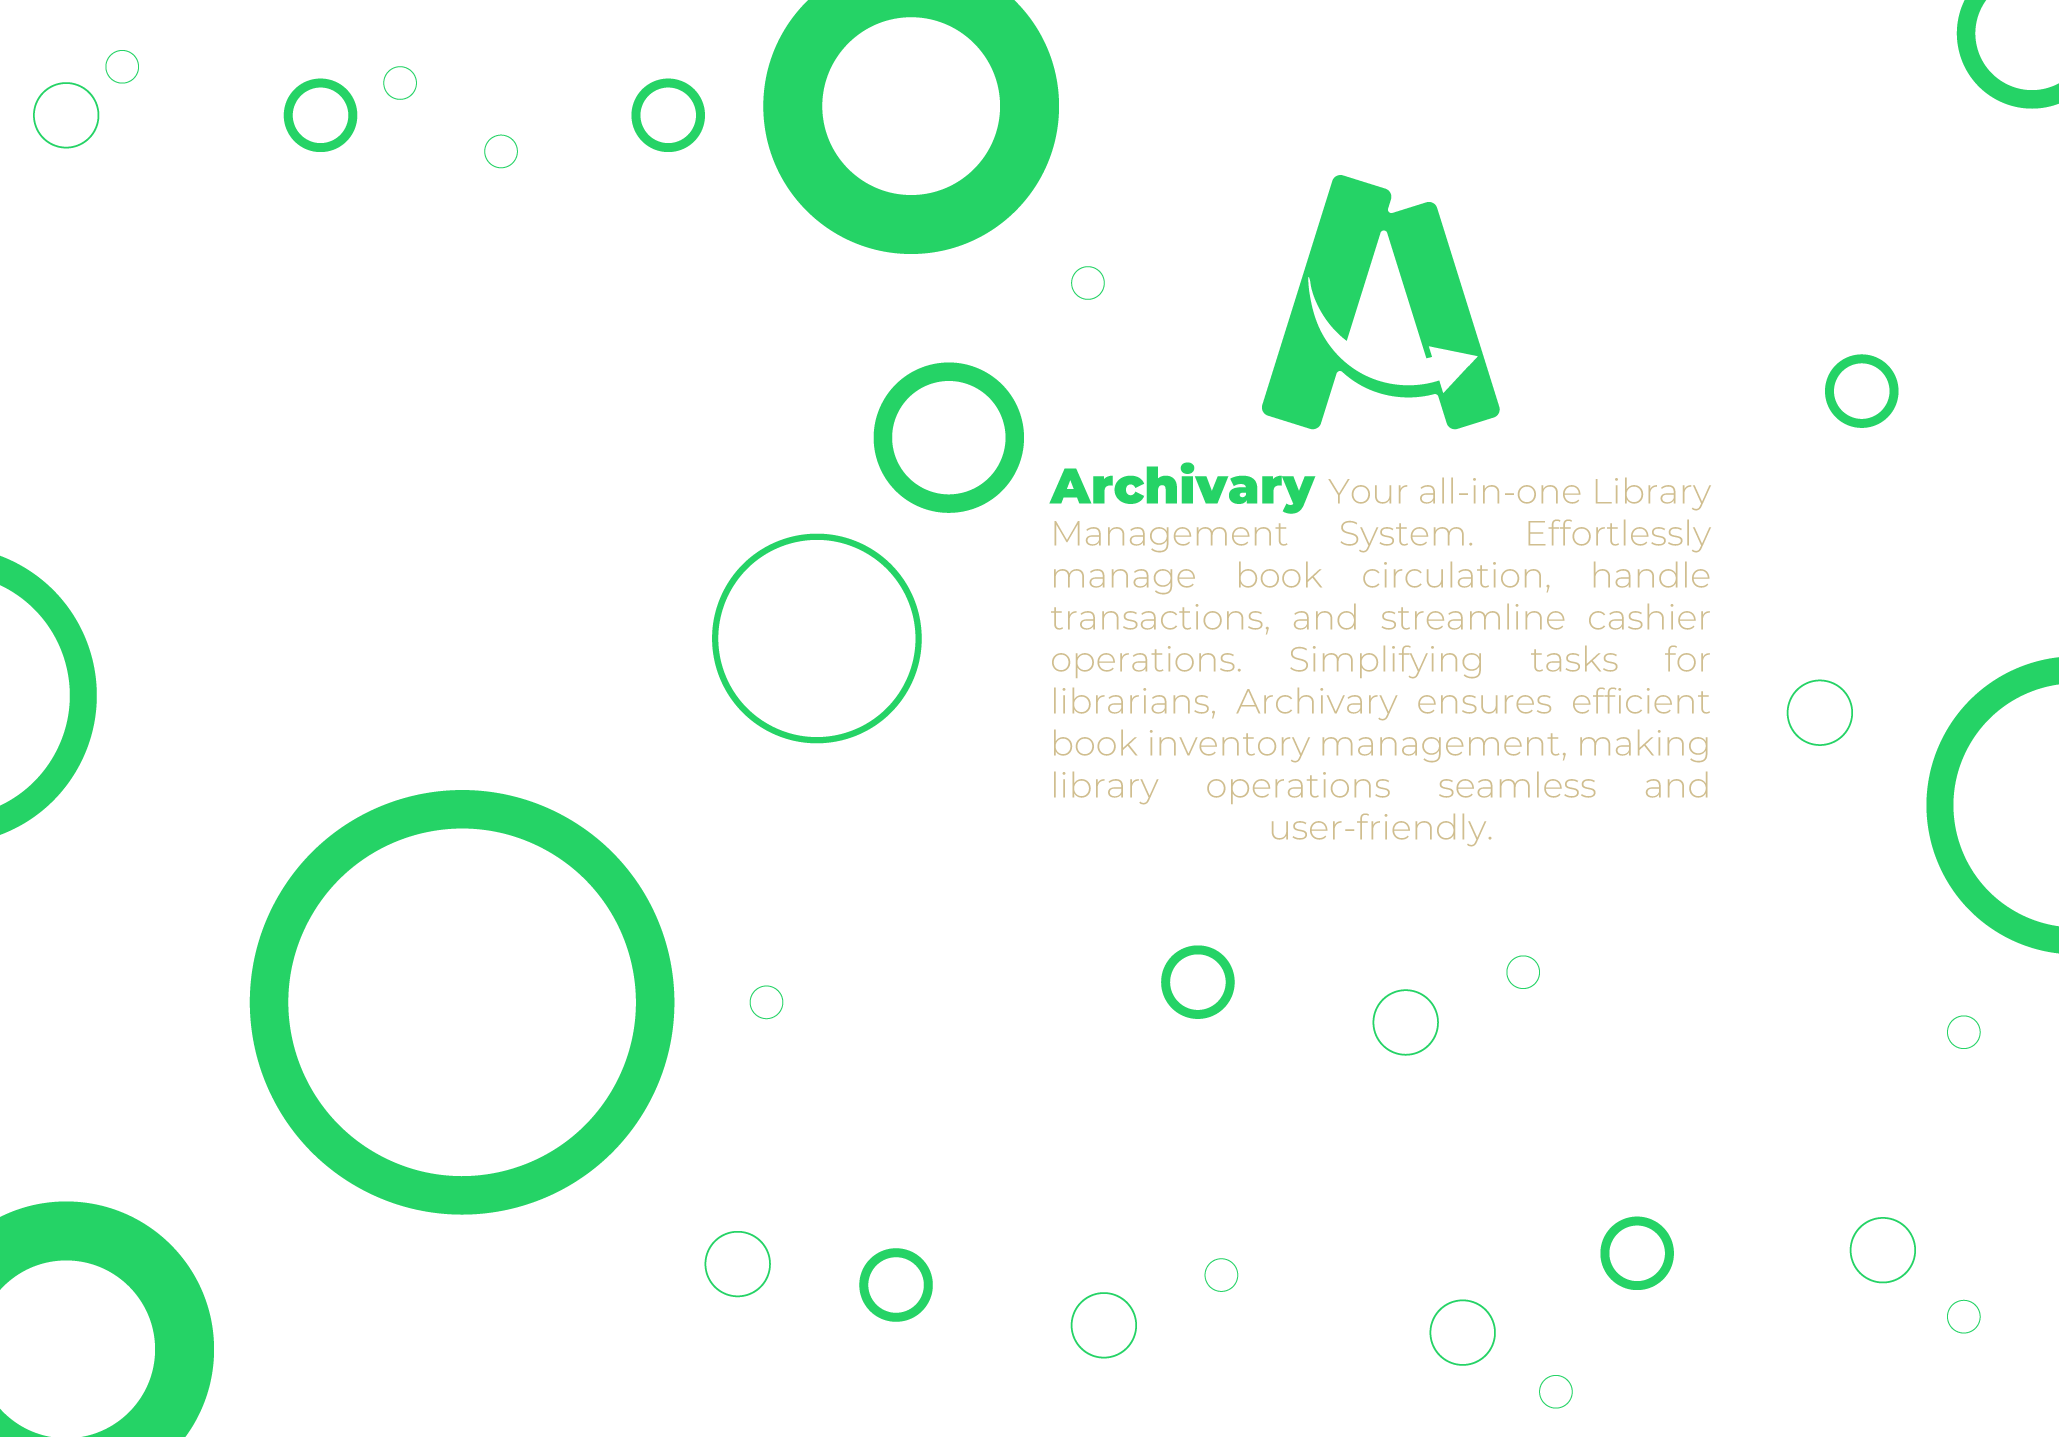 Archivary Your all-in-one Library
Management System. Effortlessly
manage book circulation, handle
transactions, and streamline cashier
operations. Simplifying tasks for
librarians, Archivary ensures efficient
book inventory management, making
library operations seamless and
user-friendly.